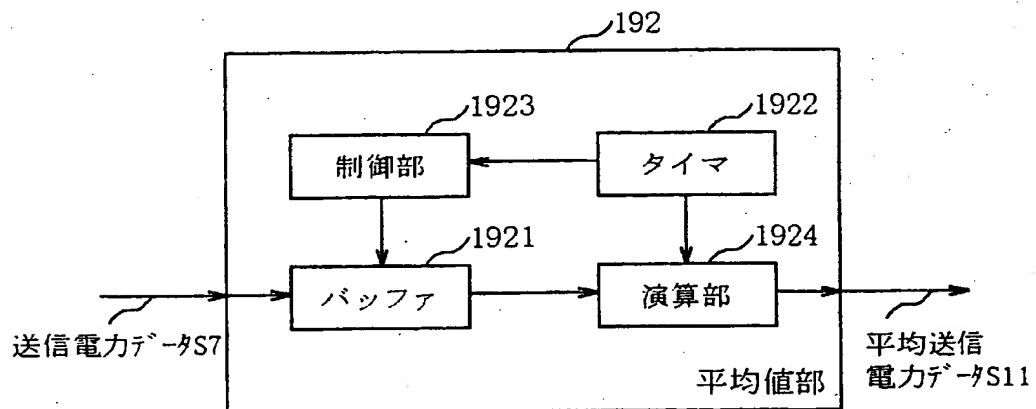 192
1923
制御部
1922
タイマ
1921
バッファ
1924
演算部
送信電力データS7
平均送信
電力データS11
平均値部